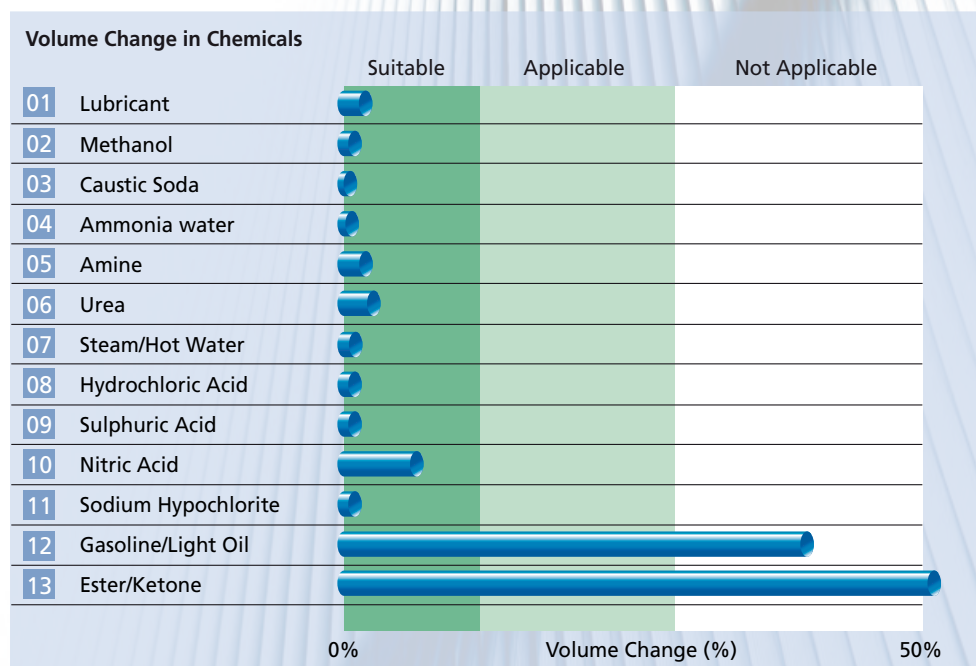 Volume Change in Chemicals
Suitable Applicable Not Applicable
01 Lubricant
02 Methanol
03 Caustic Soda
04 Ammonia water
05 Amine
06 Urea
07 Steam/Hot Water
08 Hydrochloric Acid
09 Sulphuric Acid
10 Nitric Acid
11 Sodium Hypochlorite
12 Gasoline/Light Oil
13 Ester/Ketone
0% Volume Change (%) 50%